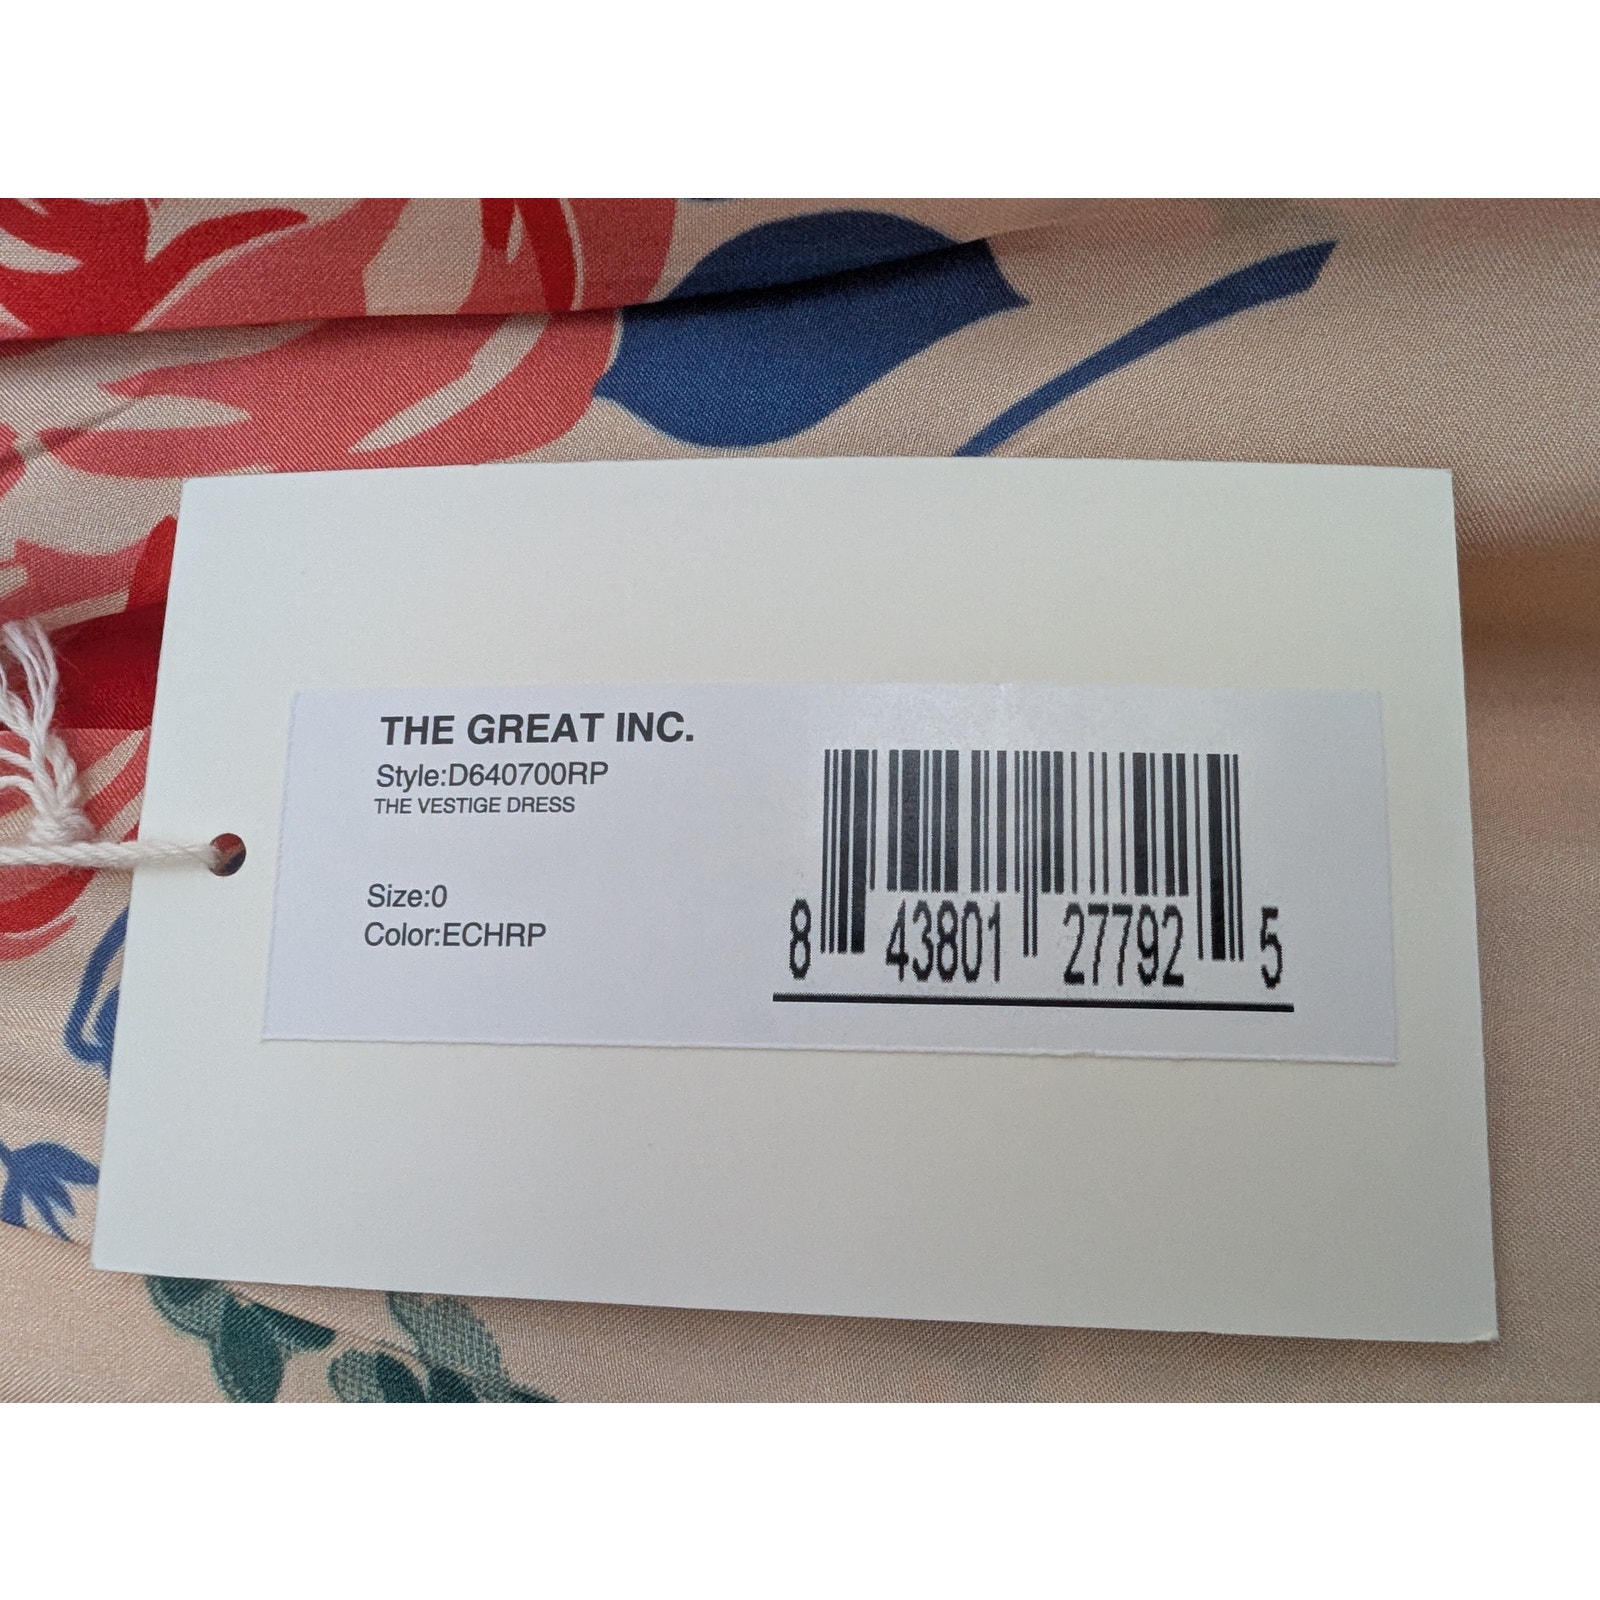 THE GREAT INC.
Style:D640700RP
THE VESTIGE DRESS
Size:0
Color:ECHRP
8 43801 27792 5